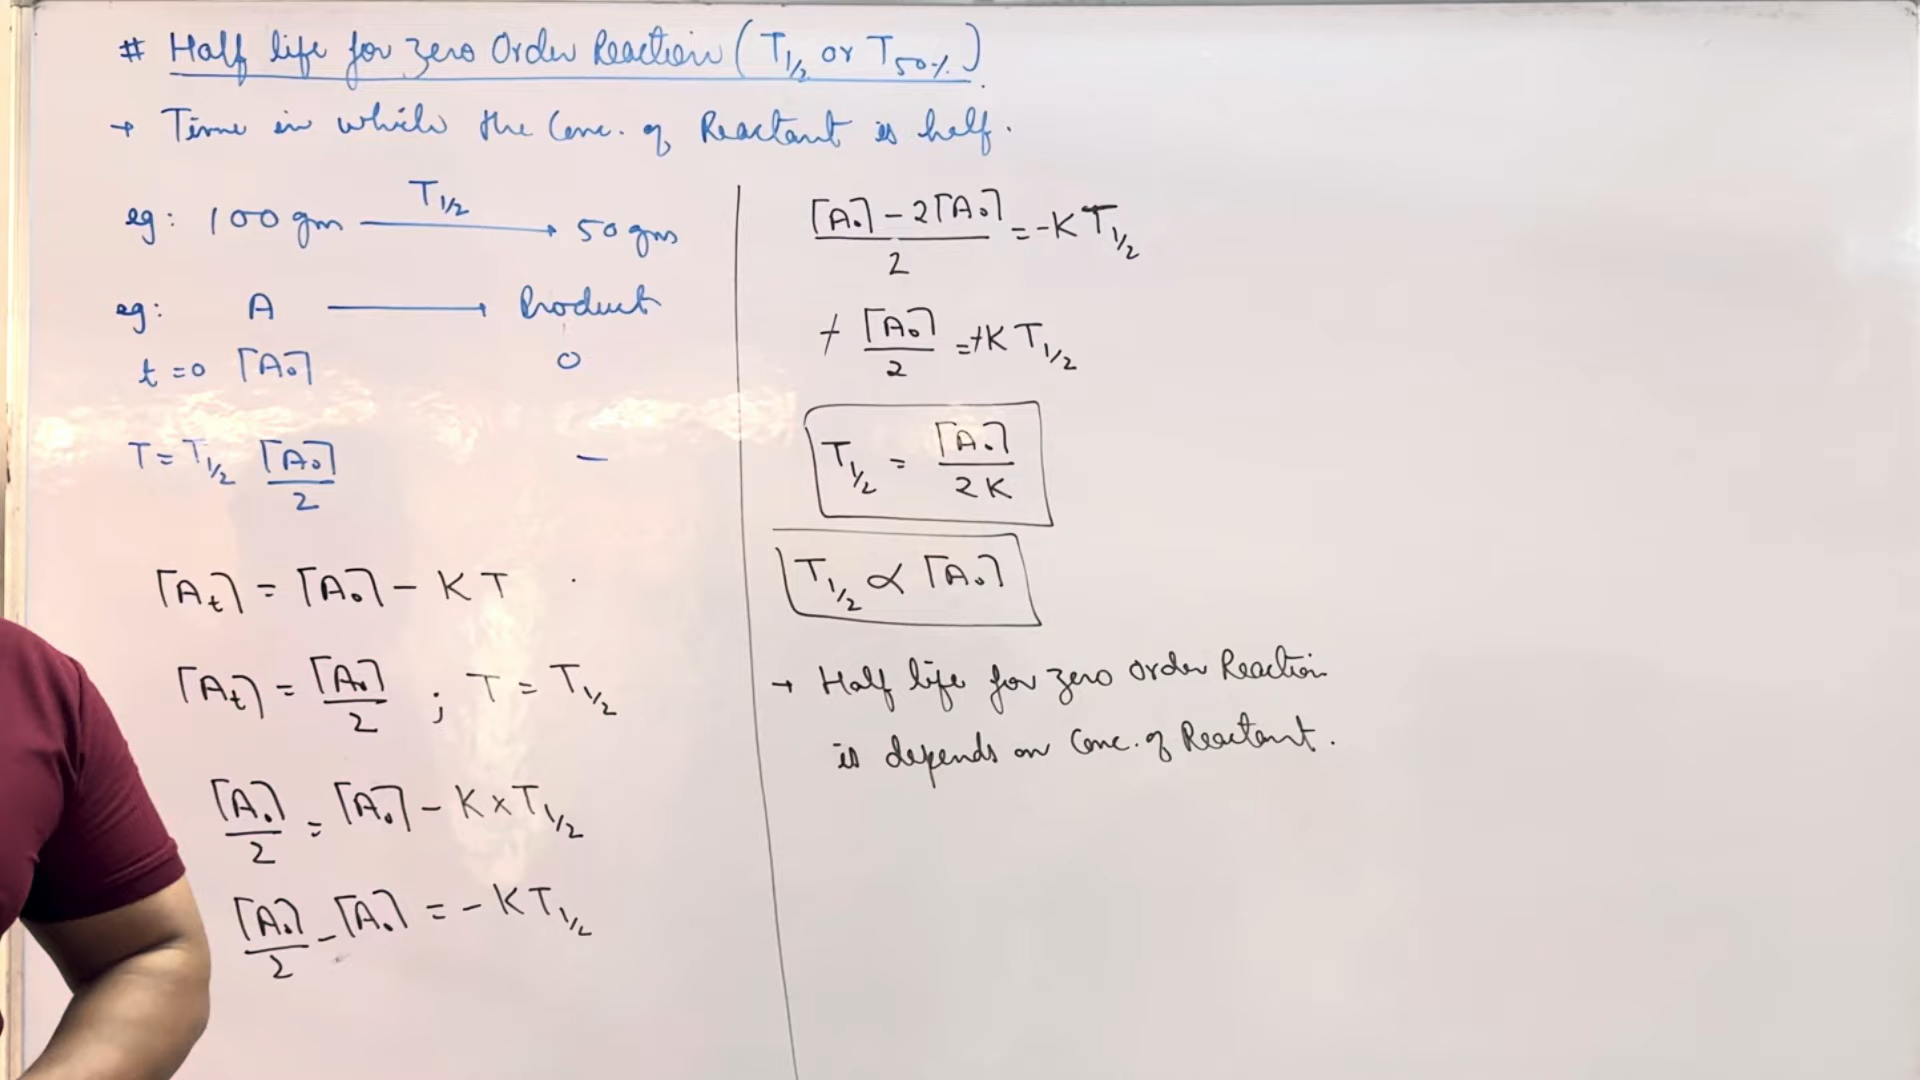 # Half life for zero Order Reaction (T1/2 or T50%)
→ Time in which the Conc. of Reactant is half.
eg: 100 gm ⟶ 50 gms
T1/2
eg: A ⟶ Product
t = 0 [A₀] 0
T = T1/2 [A₀]/2 –
[At] = [A₀] - KT
[At] = [A₀]/2 ; T = T1/2
[A₀]/2 = [A₀] - K × T1/2
[A₀]/2 - [A₀] = - K T1/2
([A₀] - 2[A₀])/2 = - K T1/2
+ [A₀]/2 = + K T1/2
T1/2 = [A₀]/2K
T1/2 ∝ [A₀]
→ Half life for zero order Reaction
is depends on Conc. of Reactant.